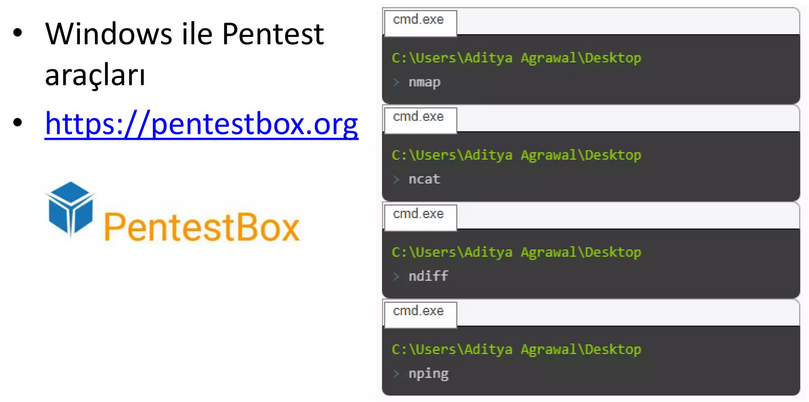 • Windows ile Pentest
araçları
• https://pentestbox.org
PentestBox
cmd.exe
C:\Users\Aditya Agrawal\Desktop
> nmap
cmd.exe
C:\Users\Aditya Agrawal\Desktop
> ncat
cmd.exe
C:\Users\Aditya Agrawal\Desktop
> ndiff
cmd.exe
C:\Users\Aditya Agrawal\Desktop
> nping